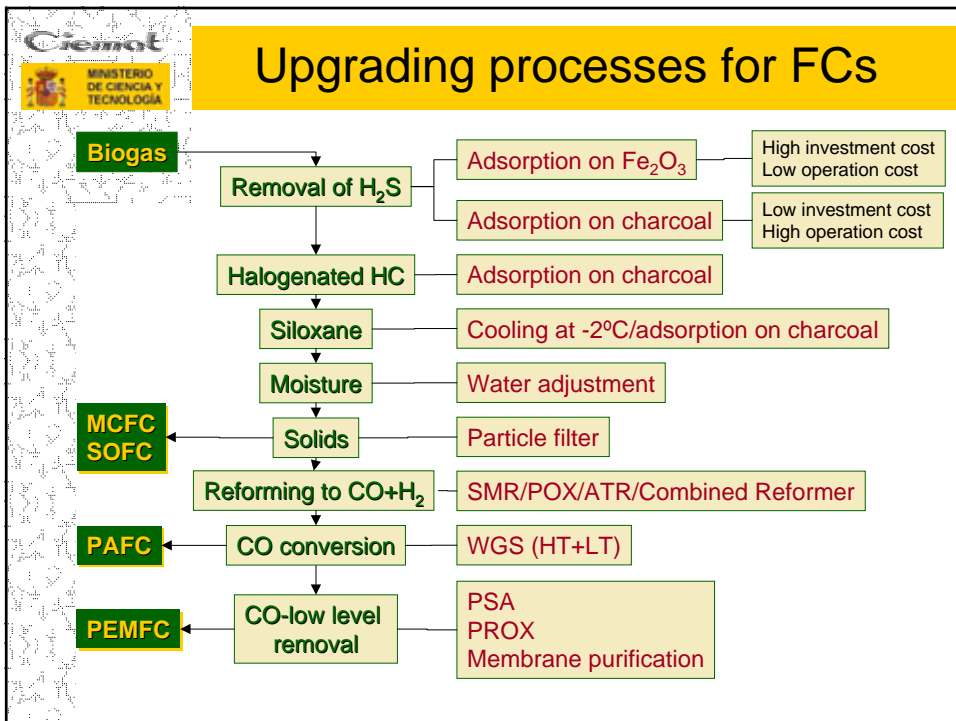 Ciemat
MINISTERIO
DE CIENCIA Y
TECNOLOGÍA
Upgrading processes for FCs
Biogas
Removal of H₂S
Adsorption on Fe₂O₃
High investment cost
Low operation cost
Adsorption on charcoal
Low investment cost
High operation cost
Halogenated HC
Adsorption on charcoal
Siloxane
Cooling at -2ºC/adsorption on charcoal
Moisture
Water adjustment
MCFC
SOFC
Solids
Particle filter
Reforming to CO+H₂
SMR/POX/ATR/Combined Reformer
PAFC
CO conversion
WGS (HT+LT)
PEMFC
CO-low level
removal
PSA
PROX
Membrane purification